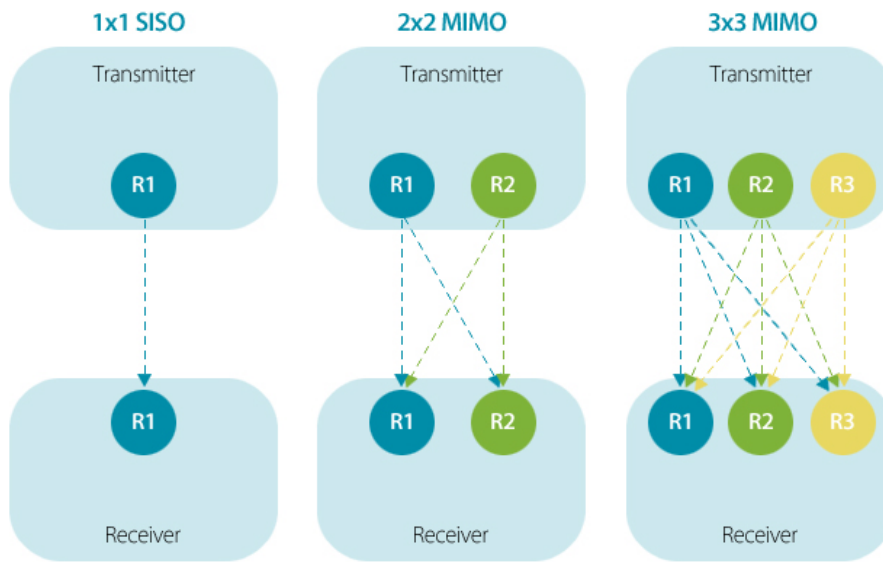 1x1 SISO
Transmitter
R1
R1
Receiver
2x2 MIMO
Transmitter
R1 R2
R1 R2
Receiver
3x3 MIMO
Transmitter
R1 R2 R3
R1 R2 R3
Receiver